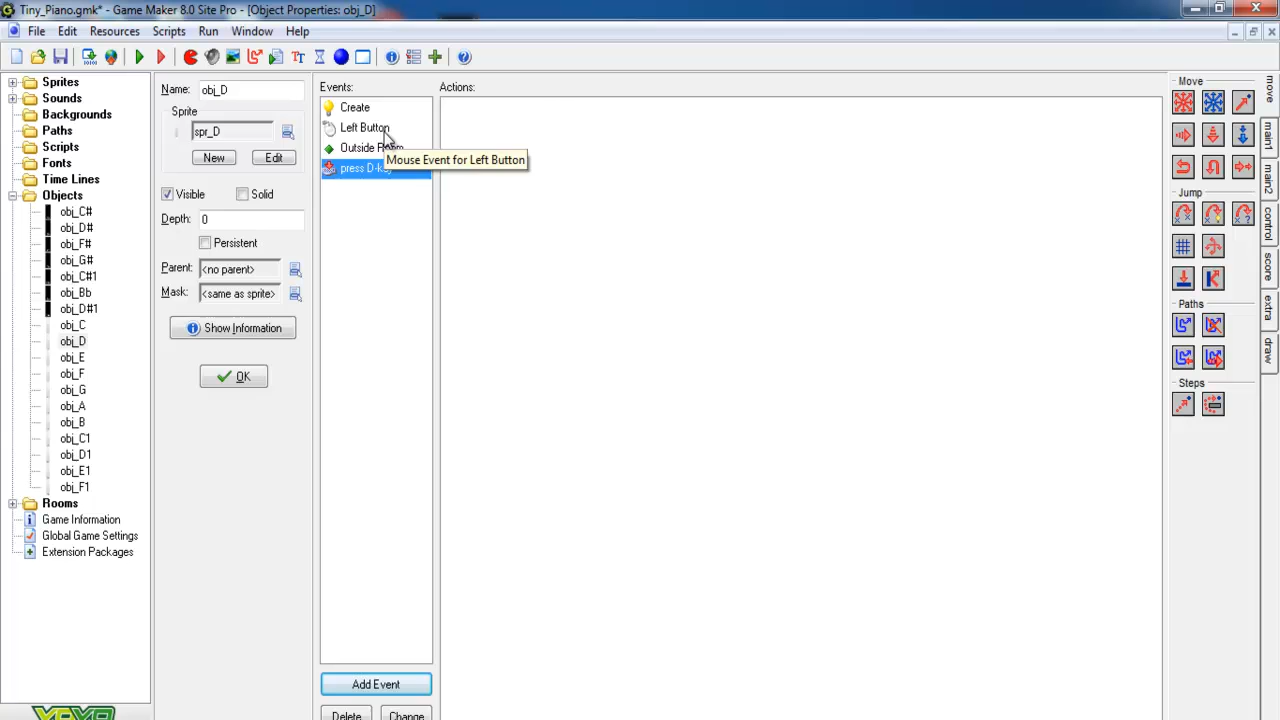 Tiny_Piano.gmk* - Game Maker 8.0 Site Pro - [Object Properties: obj_D]
File Edit Resources Scripts Run Window Help
Sprites
Sounds
Backgrounds
Paths
Scripts
Fonts
Time Lines
Objects
obj_C#
obj_D#
obj_F#
obj_G#
obj_C#1
obj_Bb
obj_D#1
obj_C
obj_D
obj_E
obj_F
obj_G
obj_A
obj_B
obj_C1
obj_D1
obj_E1
obj_F1
Rooms
Game Information
Global Game Settings
Extension Packages
Name: obj_D
Sprite
spr_D
New Edit
Visible Solid
Depth: 0
Persistent
Parent: <no parent>
Mask: <same as sprite>
Show Information
OK
Events:
Create
Left Button
Outside
press D-
Mouse Event for Left Button
Add Event
Delete Change
Actions:
Move
Jump
Paths
Steps
move
main1
main2
control
score
extra
draw